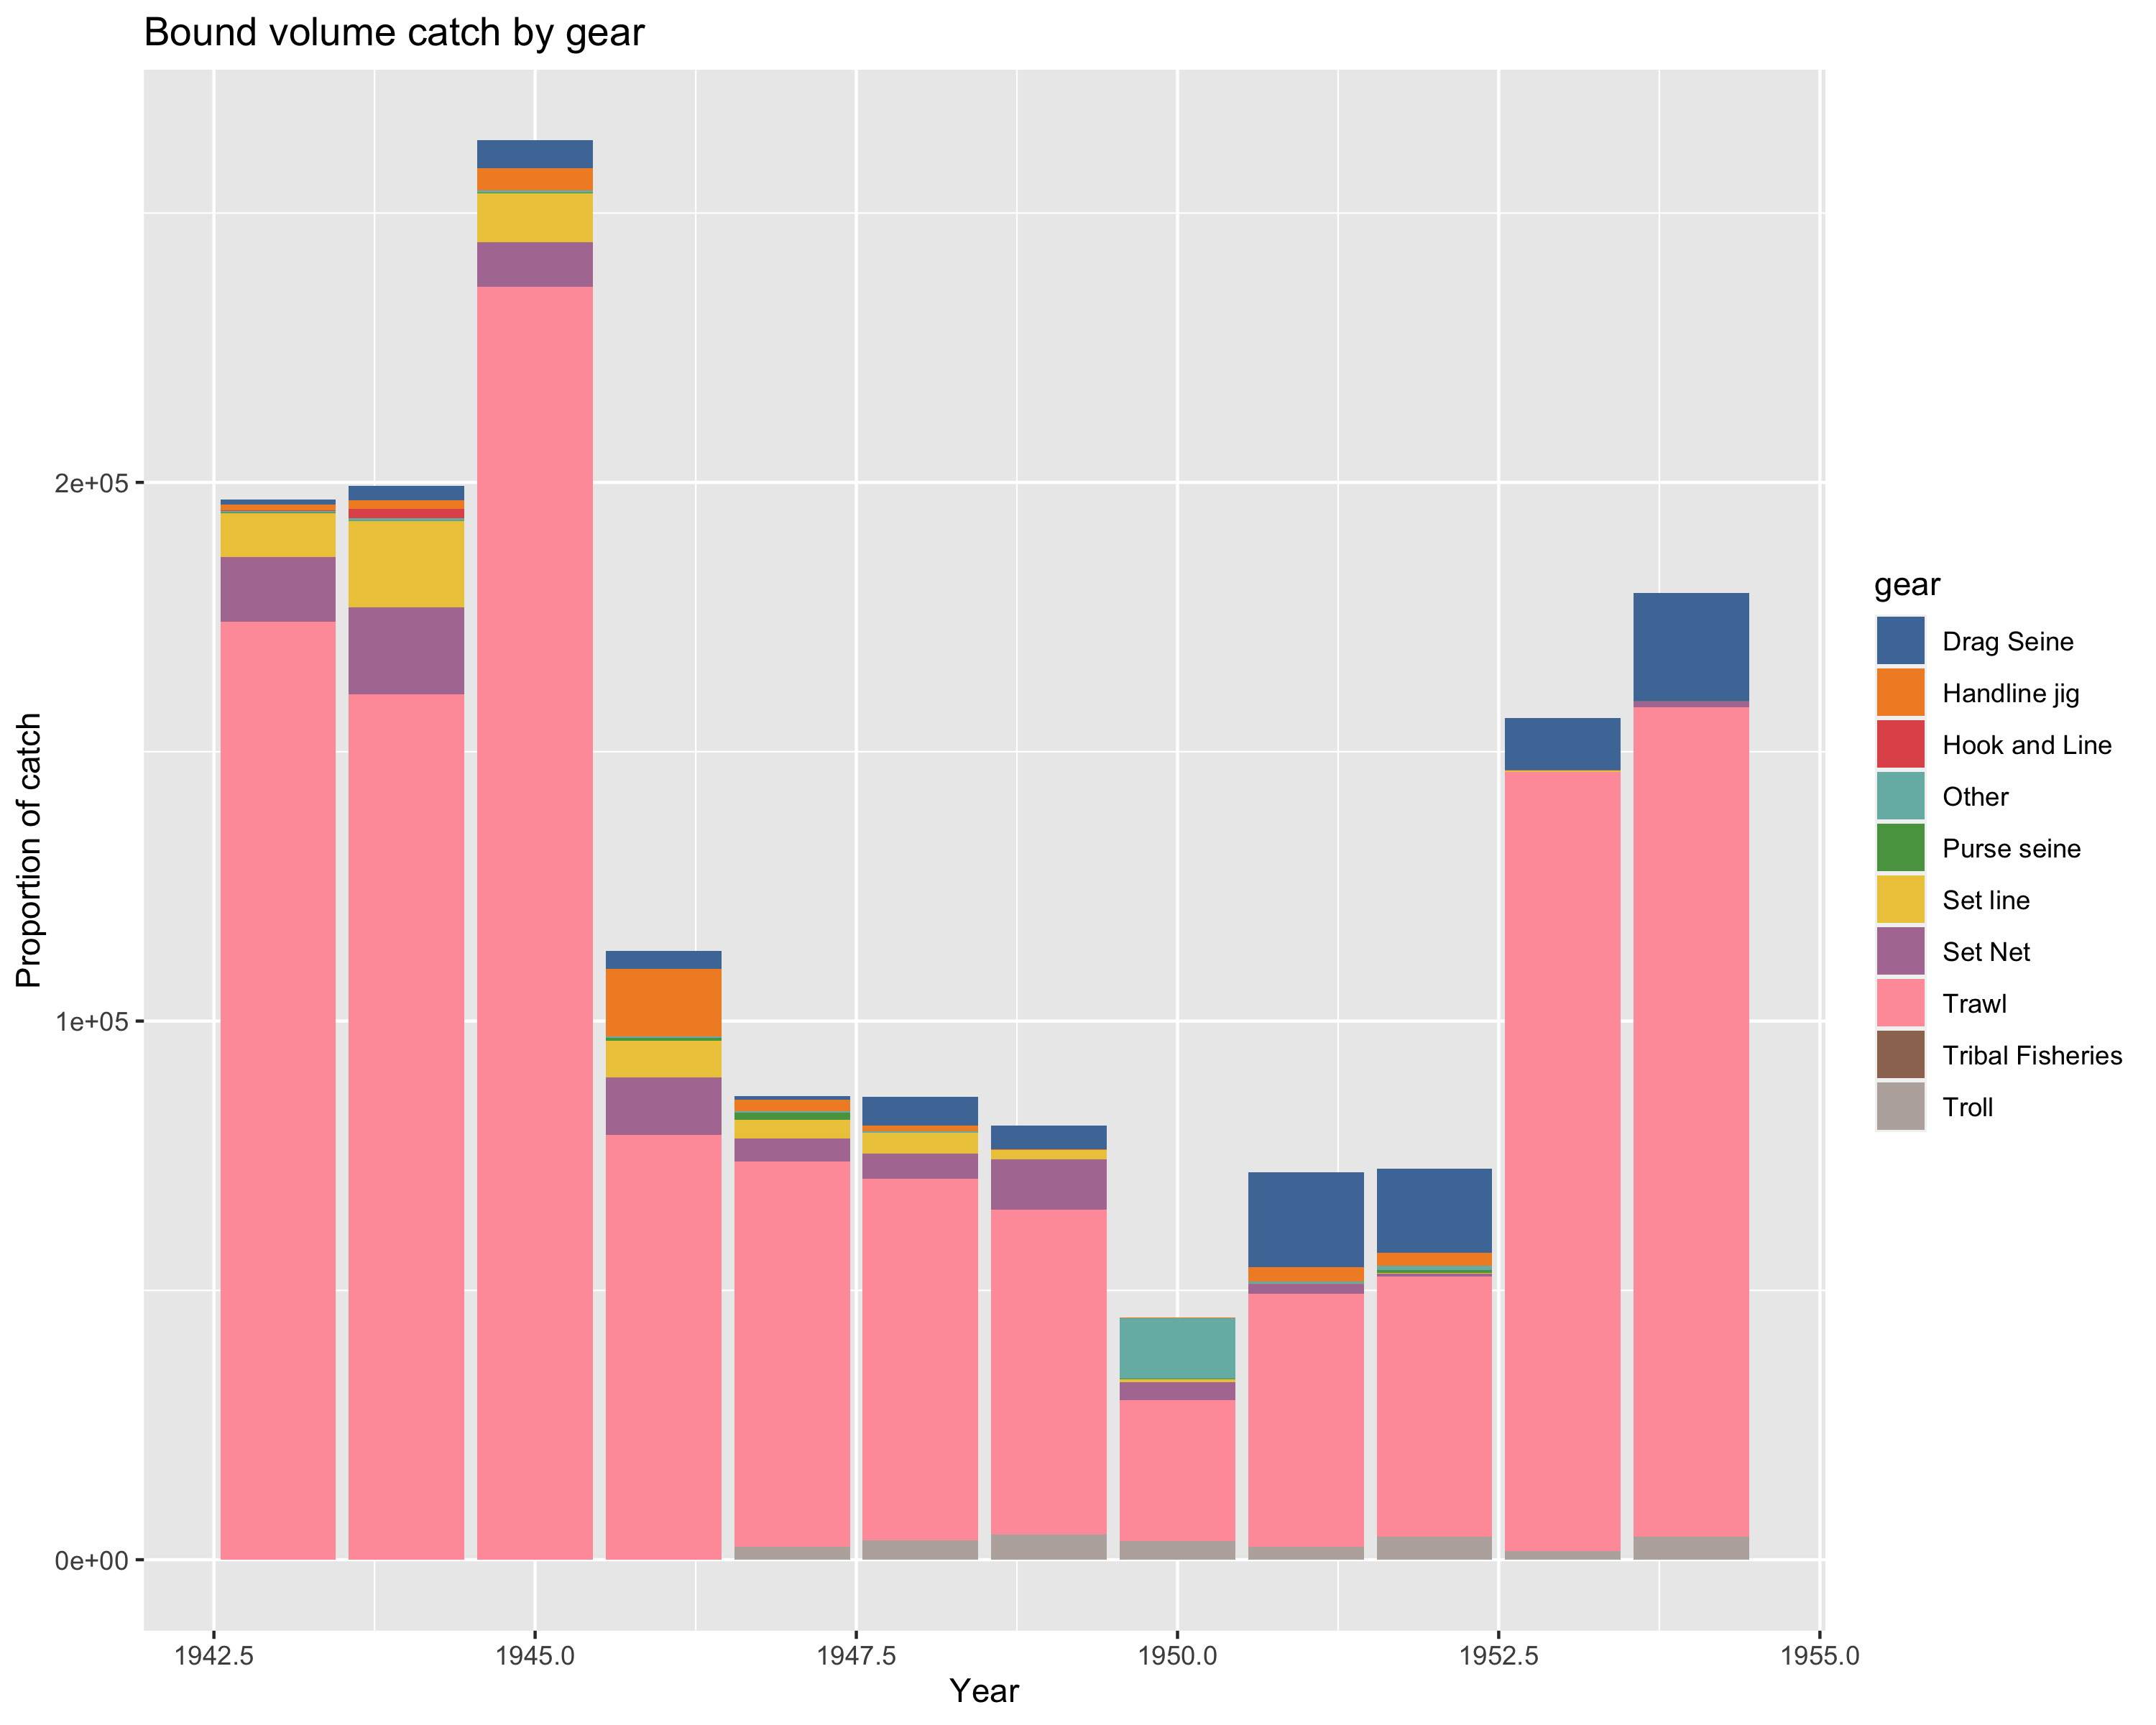 Bound volume catch by gear
Proportion of catch
2e+05
1e+05
0e+00
1942.5
1945.0
1947.5
1950.0
1952.5
1955.0
Year
gear
Drag Seine
Handline jig
Hook and Line
Other
Purse seine
Set line
Set Net
Trawl
Tribal Fisheries
Troll